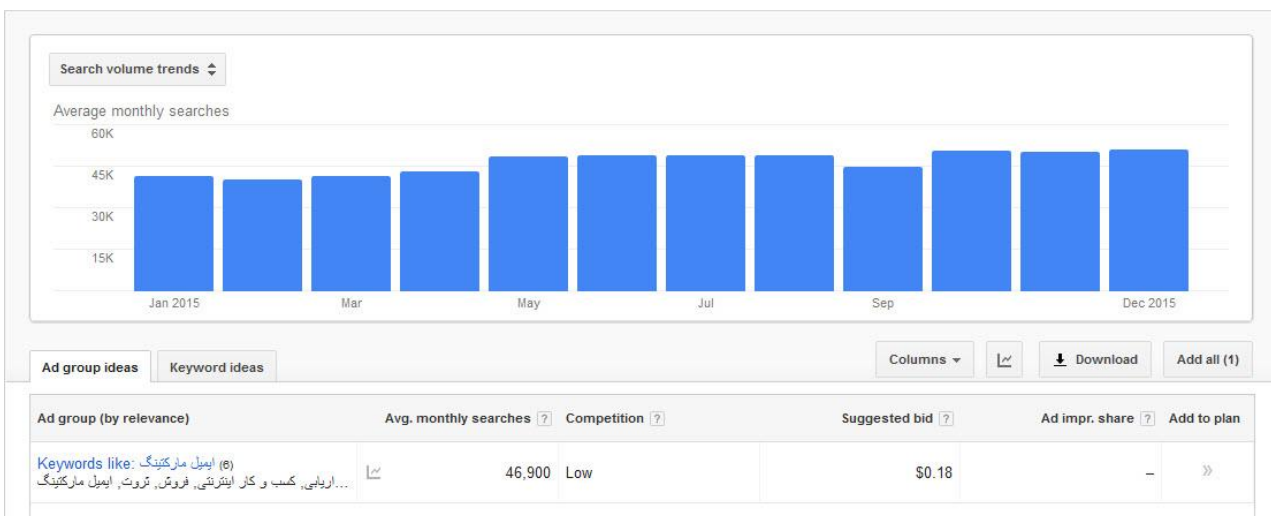 Search volume trends
Average monthly searches
60K
45K
30K
15K
Jan 2015 Mar May Jul Sep Dec 2015
Ad group ideas Keyword ideas Columns Download Add all (1)
Ad group (by relevance) Avg. monthly searches ? Competition ? Suggested bid ? Ad impr. share ? Add to plan
Keywords like: ایمیل مارکتینگ (6) 46,900 Low $0.18 –
اریابی, کسب و کار اینترنتی, فروش, ثروت, ایمیل مارکتینگ...